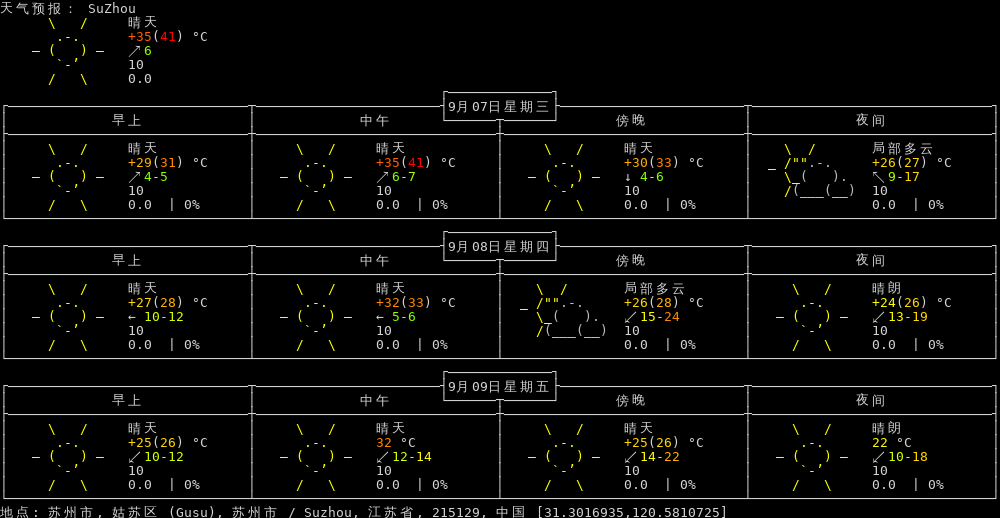 天气预报: SuZhou
晴天
+35(41) °C
↗6
10
0.0
9月07日星期三
早上 中午 傍晚 夜间
晴天 晴天 晴天 局部多云
+29(31) °C +35(41) °C +30(33) °C +26(27) °C
↗4-5 ↗6-7 ↓ 4-6 ↖9-17
10 10 10 10
0.0 | 0% 0.0 | 0% 0.0 | 0% 0.0 | 0%
9月08日星期四
早上 中午 傍晚 夜间
晴天 晴天 局部多云 晴朗
+27(28) °C +32(33) °C +26(28) °C +24(26) °C
← 10-12 ← 5-6 ↙15-24 ↙13-19
10 10 10 10
0.0 | 0% 0.0 | 0% 0.0 | 0% 0.0 | 0%
9月09日星期五
早上 中午 傍晚 夜间
晴天 晴天 晴天 晴朗
+25(26) °C 32 °C +25(26) °C 22 °C
↙10-12 ↙12-14 ↙14-22 ↙10-18
10 10 10 10
0.0 | 0% 0.0 | 0% 0.0 | 0% 0.0 | 0%
地点: 苏州市, 姑苏区 (Gusu), 苏州市 / Suzhou, 江苏省, 215129, 中国 [31.3016935,120.5810725]